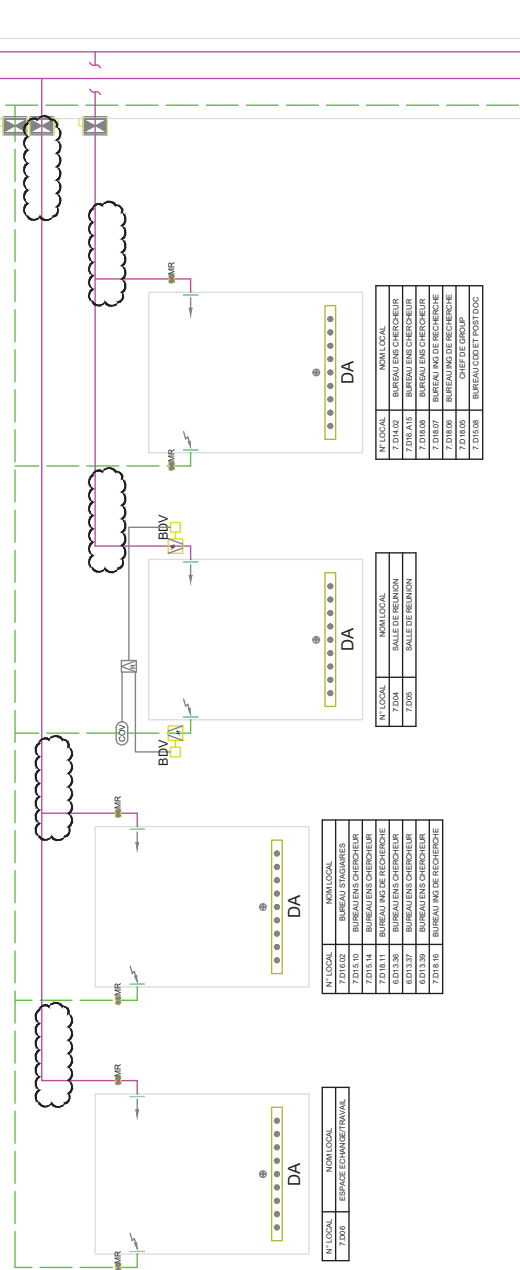 MR
DA
MR
N° LOCAL NOM LOCAL
7.D14.02 BUREAU ENS CHERCHEUR
7.D16.A15 BUREAU ENS CHERCHEUR
7.D18.08 BUREAU ENS CHERCHEUR
7.D18.07 BUREAU ING DE RECHERCHE
7.D18.06 BUREAU ING DE RECHERCHE
7.D18.05 CHEF DE GROUP
7.D15.08 BUREAU CDD ET POST DOC
BDV
R
COV
BDV
DA
N° LOCAL NOM LOCAL
7.D04 SALLE DE REUNION
7.D05 SALLE DE REUNION
MR
DA
MR
N° LOCAL NOM LOCAL
7.D16.02 BUREAU STAGIAIRES
7.D15.10 BUREAU ENS CHERCHEUR
7.D15.14 BUREAU ENS CHERCHEUR
7.D18.11 BUREAU ING DE RECHERCHE
6.D13.36 BUREAU ENS CHERCHEUR
6.D13.37 BUREAU ENS CHERCHEUR
6.D13.39 BUREAU ENS CHERCHEUR
7.D18.16 BUREAU ING DE RECHERCHE
MR
DA
MR
N° LOCAL NOM LOCAL
7.D06 ESPACE ECHANGE/TRAVAIL